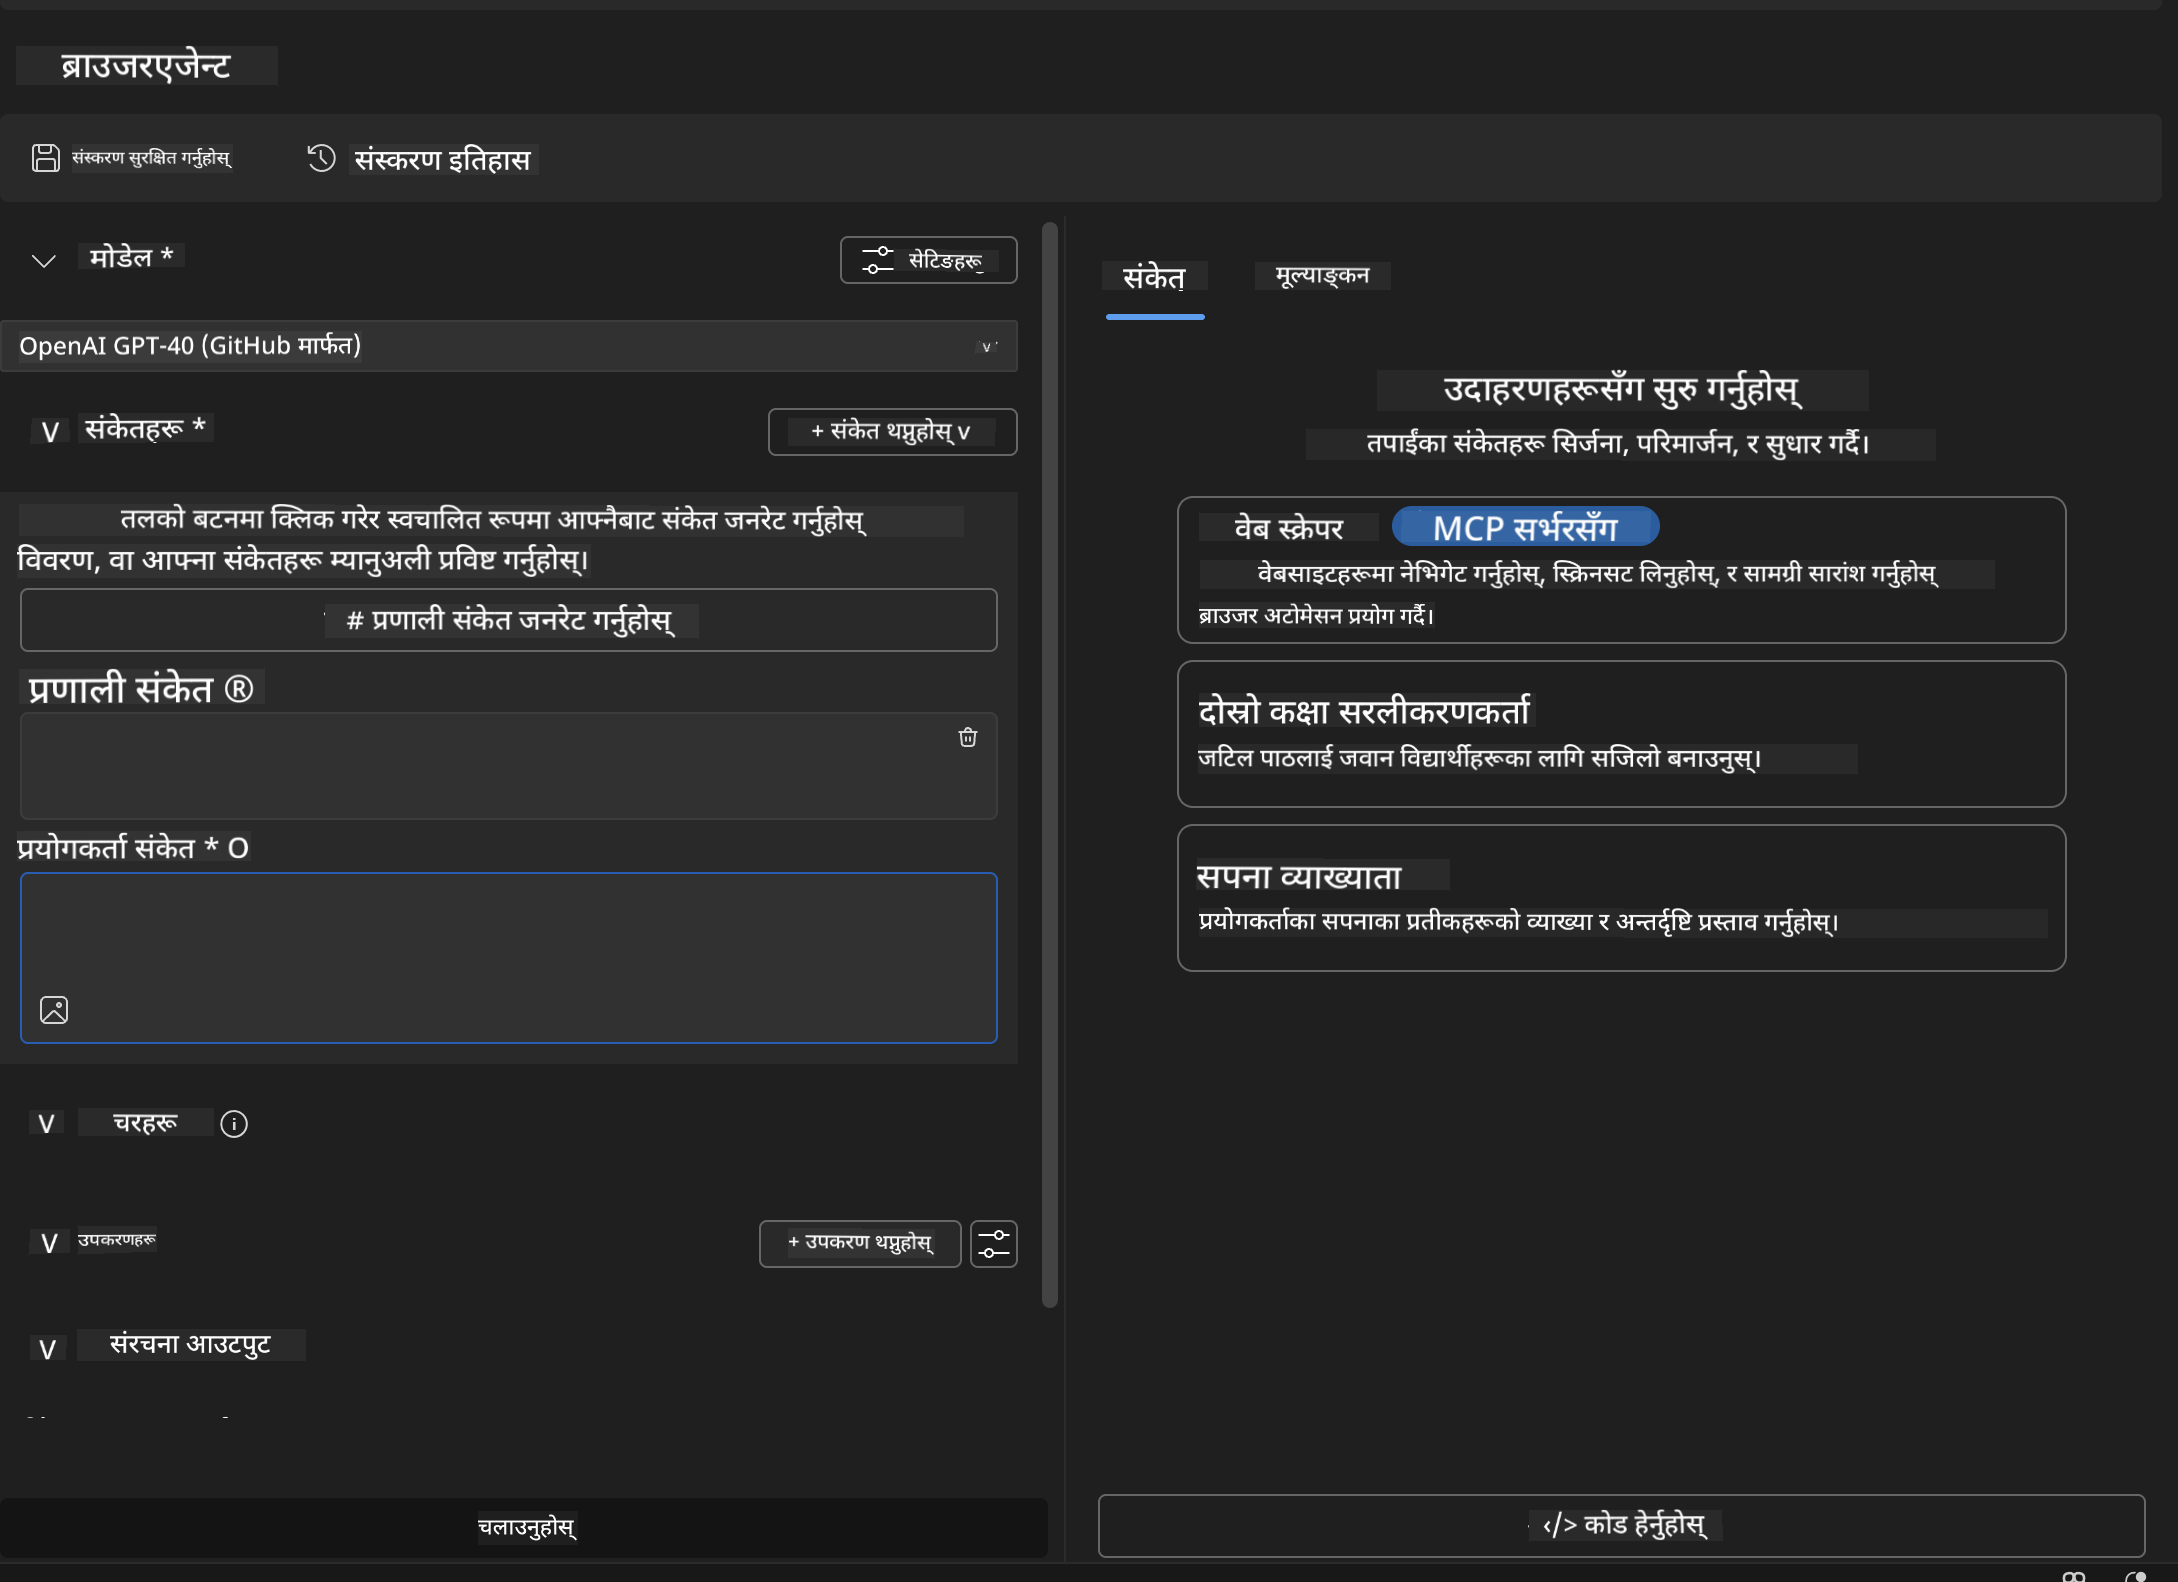 ब्राउजरएजेन्ट
संस्करण सुरक्षित गर्नुहोस्
संस्करण इतिहास
मोडेल *
सेटिङहरू
OpenAI GPT-40 (GitHub मार्फत)
v
V संकेतहरू *
+ संकेत थप्नुहोस् v
तलको बटनमा क्लिक गरेर स्वचालित रूपमा आफ्नैबाट संकेत जनरेट गर्नुहोस्
विवरण, वा आफ्ना संकेतहरू म्यानुअली प्रविष्ट गर्नुहोस्।
# प्रणाली संकेत जनरेट गर्नुहोस्
प्रणाली संकेत ®
प्रयोगकर्ता संकेत * O
V चरहरू
V उपकरणहरू
+ उपकरण थप्नुहोस्
V संरचना आउटपुट
चलाउनुहोस्
संकेत
मूल्याङ्कन
उदाहरणहरूसँग सुरु गर्नुहोस्
तपाईंका संकेतहरू सिर्जना, परिमार्जन, र सुधार गर्दै।
वेब स्क्रेपर MCP सर्भरसँग
वेबसाइटहरूमा नेभिगेट गर्नुहोस्, स्क्रिनसट लिनुहोस्, र सामग्री सारांश गर्नुहोस्
ब्राउजर अटोमेसन प्रयोग गर्दै।
दोस्रो कक्षा सरलीकरणकर्ता
जटिल पाठलाई जवान विद्यार्थीहरूका लागि सजिलो बनाउनुस्।
सपना व्याख्याता
प्रयोगकर्ताका सपनाका प्रतीकहरूको व्याख्या र अन्तर्दृष्टि प्रस्ताव गर्नुहोस्।
</> कोड हेर्नुहोस्